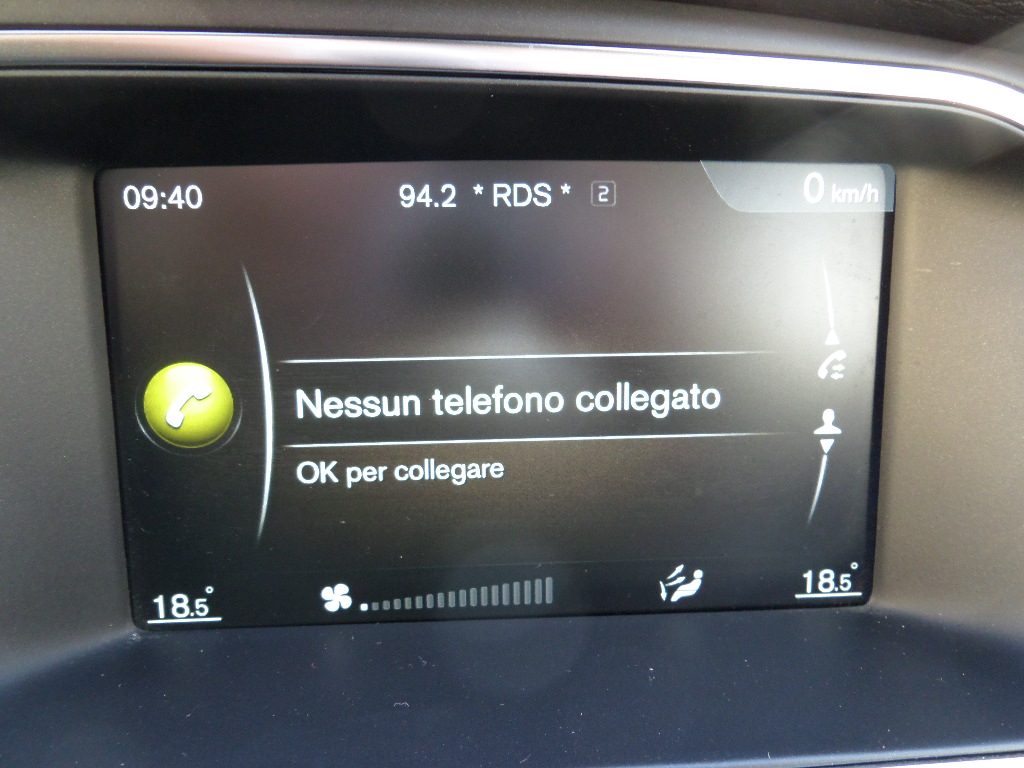 09:40 94.2 * RDS * 2 0 km/h
Nessun telefono collegato
OK per collegare
18.5° 18.5°